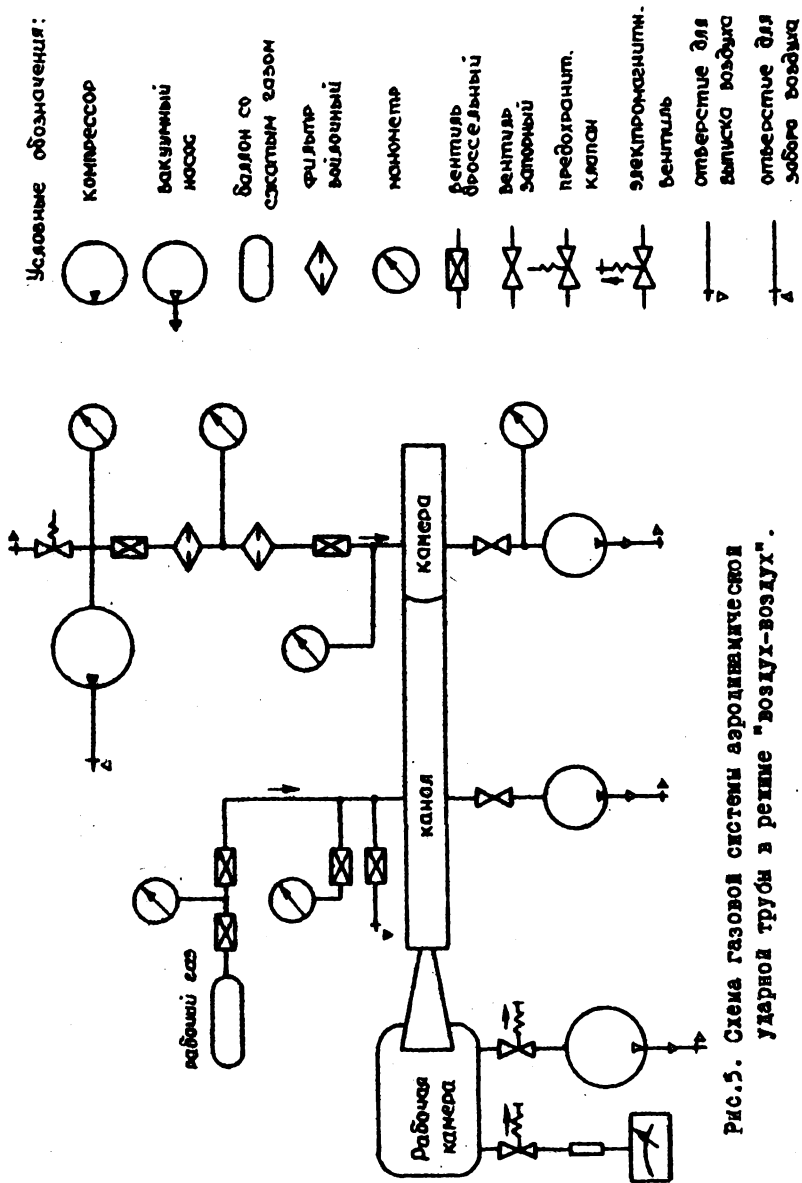 Условные обозначения:
компрессор
вакуумный
насос
баллон со
сжатым газом
фильтр
войлочный
манометр
вентиль
дроссельный
вентиль
запорный
предохранит.
клапан
электромагнитн.
вентиль
отверстие для
выпуска воздуха
отверстие для
забора воздуха
рабочий газ
Рабочая
камера
канал
камера
Рис.5. Схема газовой системы аэродинамической
ударной трубы в режиме "воздух-воздух".